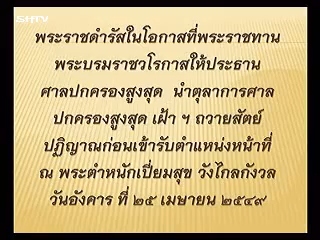 SHTV
พระราชดำรัสในโอกาสที่พระราชทาน
พระบรมราชวโรกาสให้ประธาน
ศาลปกครองสูงสุด นำตุลาการศาล
ปกครองสูงสุด เฝ้า ฯ ถวายสัตย์
ปฏิญาณก่อนเข้ารับตำแหน่งหน้าที่
ณ พระตำหนักเปี่ยมสุข วังไกลกังวล
วันอังคาร ที่ ๒๕ เมษายน ๒๕๔๙